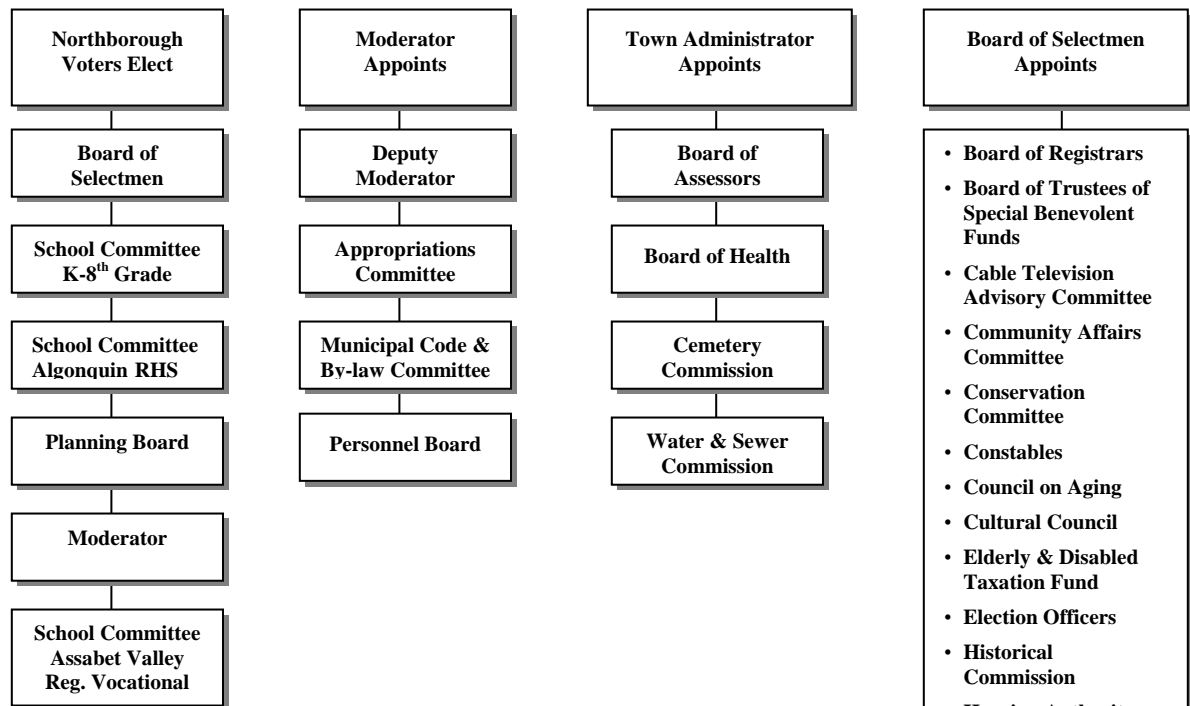 Northborough
Voters Elect
Board of
Selectmen
School Committee
K-8th Grade
School Committee
Algonquin RHS
Planning Board
Moderator
School Committee
Assabet Valley
Reg. Vocational
Moderator
Appoints
Deputy
Moderator
Appropriations
Committee
Municipal Code &
By-law Committee
Personnel Board
Town Administrator
Appoints
Board of
Assessors
Board of Health
Cemetery
Commission
Water & Sewer
Commission
Board of Selectmen
Appoints
• Board of Registrars
• Board of Trustees of
Special Benevolent
Funds
• Cable Television
Advisory Committee
• Community Affairs
Committee
• Conservation
Committee
• Constables
• Council on Aging
• Cultural Council
• Elderly & Disabled
Taxation Fund
• Election Officers
• Historical
Commission